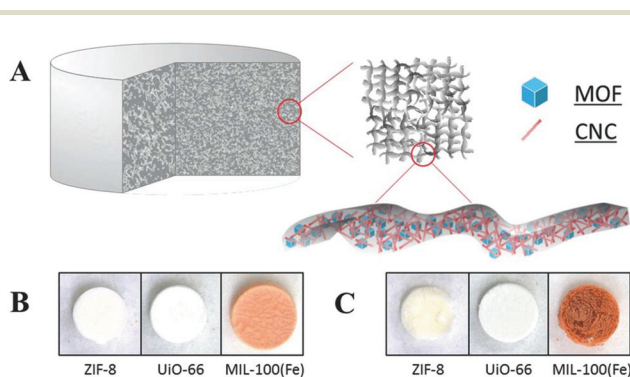 A
MOF
CNC
B
C
ZIF-8 UiO-66 MIL-100(Fe)
ZIF-8 UiO-66 MIL-100(Fe)